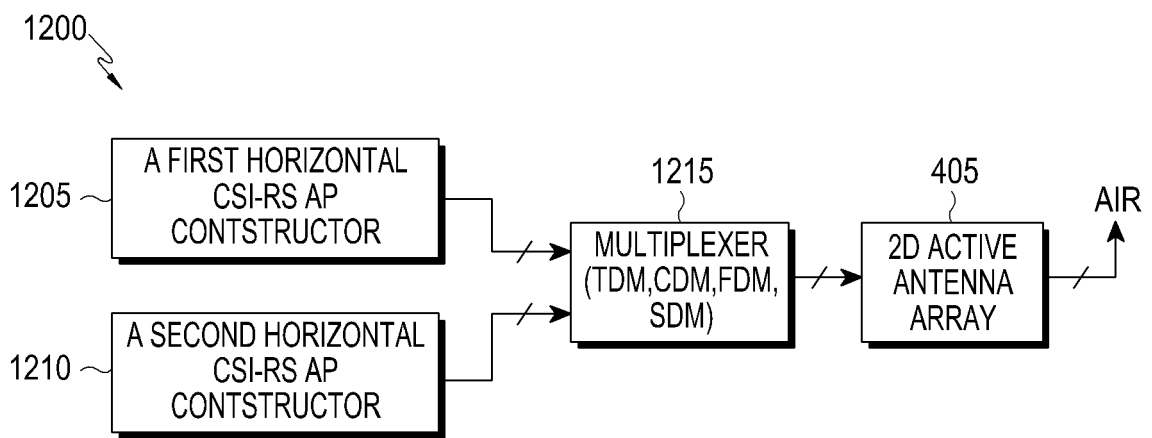 1200
1205
A FIRST HORIZONTAL
CSI-RS AP
CONTSTRUCTOR
1210
A SECOND HORIZONTAL
CSI-RS AP
CONTSTRUCTOR
1215
MULTIPLEXER
(TDM,CDM,FDM,
SDM)
405
2D ACTIVE
ANTENNA
ARRAY
AIR